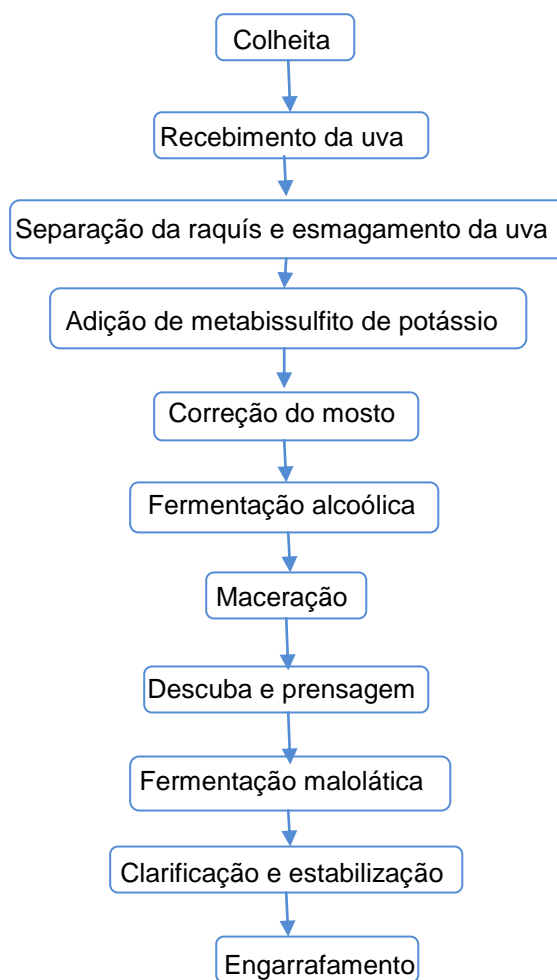 Colheita
Recebimento da uva
Separação da raquís e esmagamento da uva
Adição de metabissulfito de potássio
Correção do mosto
Fermentação alcoólica
Maceração
Descuba e prensagem
Fermentação malolática
Clarificação e estabilização
Engarrafamento